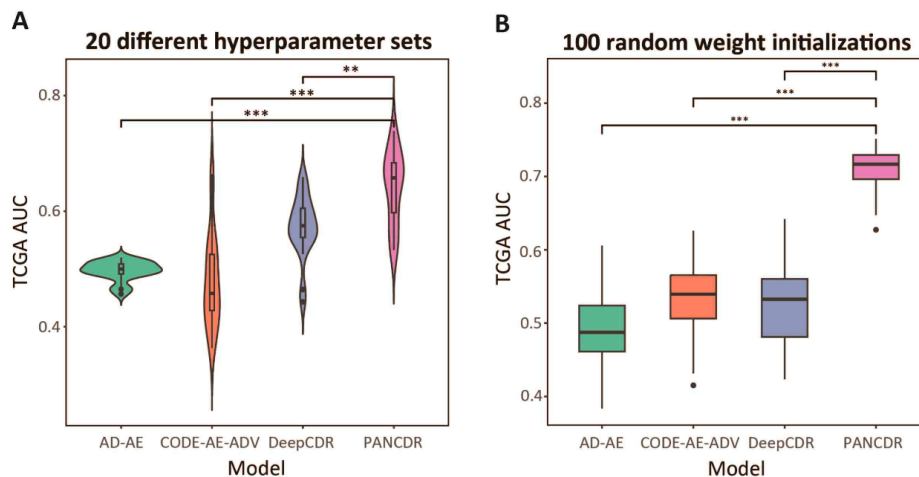 A
20 different hyperparameter sets
**
***
***
0.8
0.6
0.4
TCGA AUC
AD-AE
CODE-AE-ADV
DeepCDR
PANCDR
Model
B
100 random weight initializations
***
***
***
0.8
0.7
0.6
0.5
0.4
TCGA AUC
AD-AE
CODE-AE-ADV
DeepCDR
PANCDR
Model